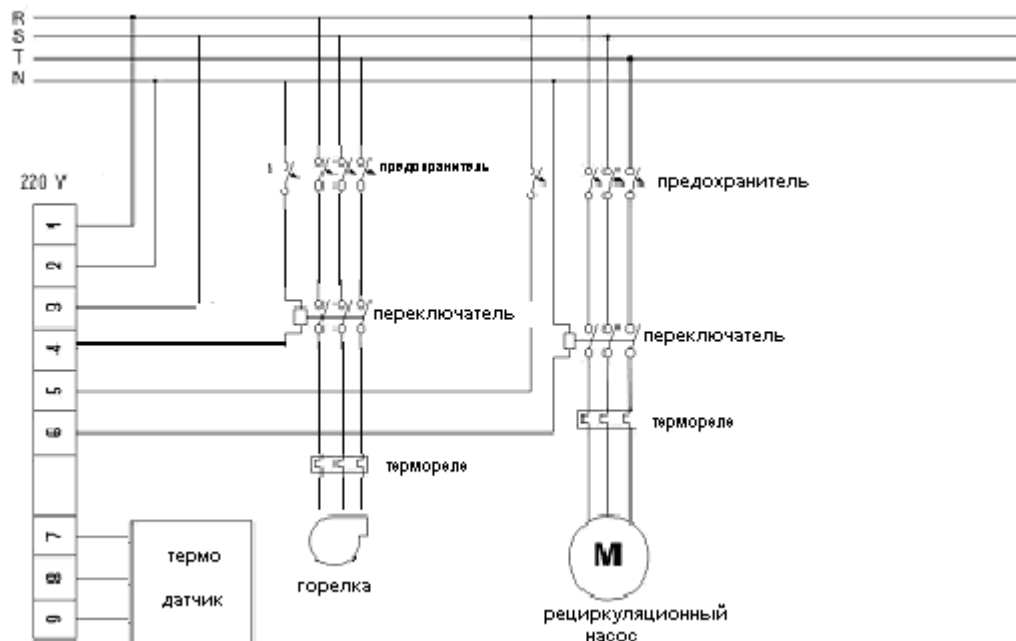 R
S
T
N
220 V
предохранитель
предохранитель
1
2
3
переключатель
4
переключатель
5
6
термореле
термореле
7
термо
8
датчик
9
горелка
M
рециркуляционный
насос